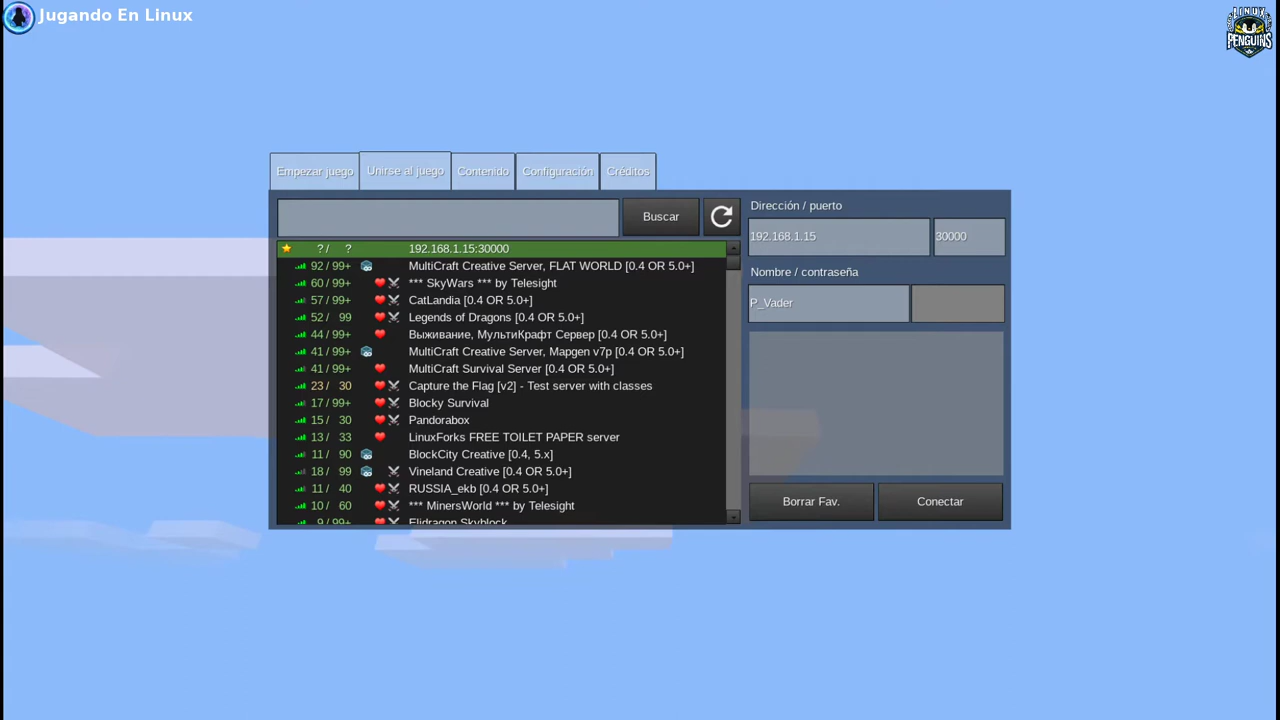 Jugando En Linux
LINUX
PENGUINS
Empezar juego Unirse al juego Contenido Configuración Créditos
Buscar
? / ? 192.168.1.15:30000
92 / 99+ MultiCraft Creative Server, FLAT WORLD [0.4 OR 5.0+]
60 / 99+ *** SkyWars *** by Telesight
57 / 99+ CatLandia [0.4 OR 5.0+]
52 / 99 Legends of Dragons [0.4 OR 5.0+]
44 / 99+ Выживание, МультиКрафт Сервер [0.4 OR 5.0+]
41 / 99+ MultiCraft Creative Server, Mapgen v7p [0.4 OR 5.0+]
41 / 99+ MultiCraft Survival Server [0.4 OR 5.0+]
23 / 30 Capture the Flag [v2] - Test server with classes
17 / 99+ Blocky Survival
15 / 30 Pandorabox
13 / 33 LinuxForks FREE TOILET PAPER server
11 / 90 BlockCity Creative [0.4, 5.x]
18 / 99 Vineland Creative [0.4 OR 5.0+]
11 / 40 RUSSIA_ekb [0.4 OR 5.0+]
10 / 60 *** MinersWorld *** by Telesight
9 / 99+ Elidragon Skyblock
Dirección / puerto
192.168.1.15 30000
Nombre / contraseña
P_Vader
Borrar Fav. Conectar